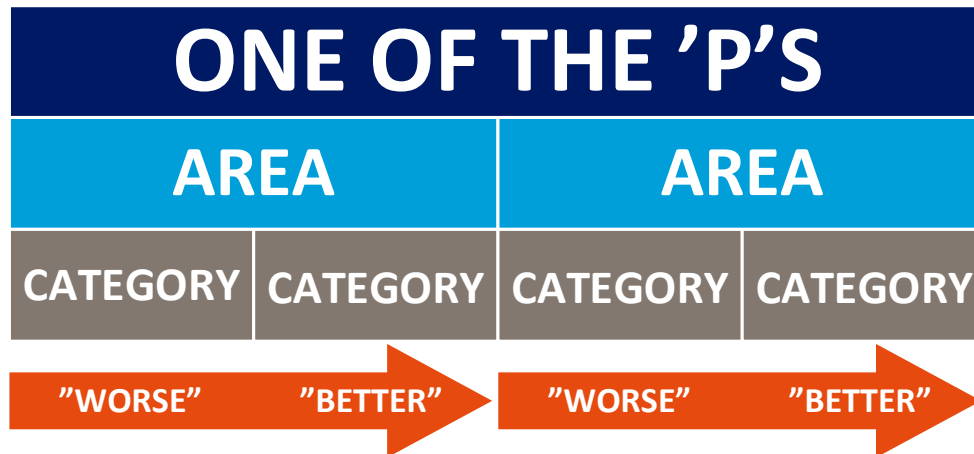 ONE OF THE ’P’S
AREA AREA
CATEGORY CATEGORY CATEGORY CATEGORY
”WORSE” ”BETTER” ”WORSE” ”BETTER”